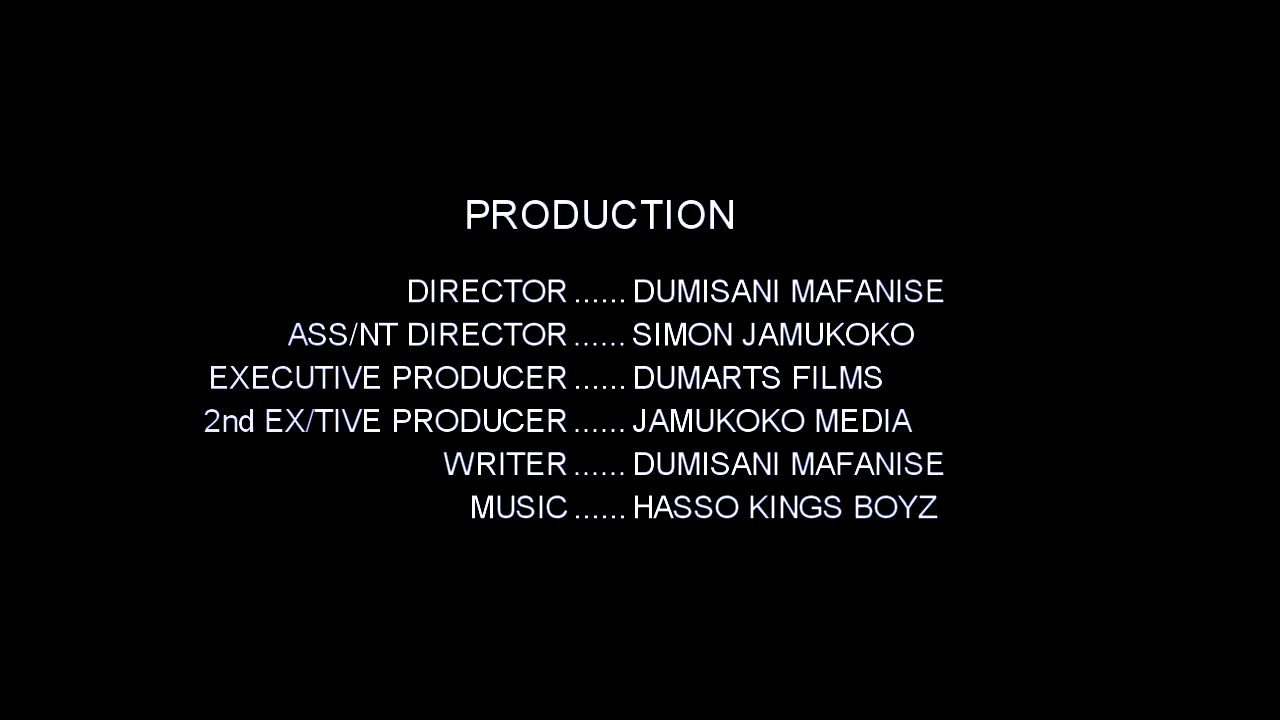 PRODUCTION
DIRECTOR ...... DUMISANI MAFANISE
ASS/NT DIRECTOR ...... SIMON JAMUKOKO
EXECUTIVE PRODUCER ...... DUMARTS FILMS
2nd EX/TIVE PRODUCER ...... JAMUKOKO MEDIA
WRITER ...... DUMISANI MAFANISE
MUSIC ...... HASSO KINGS BOYZ